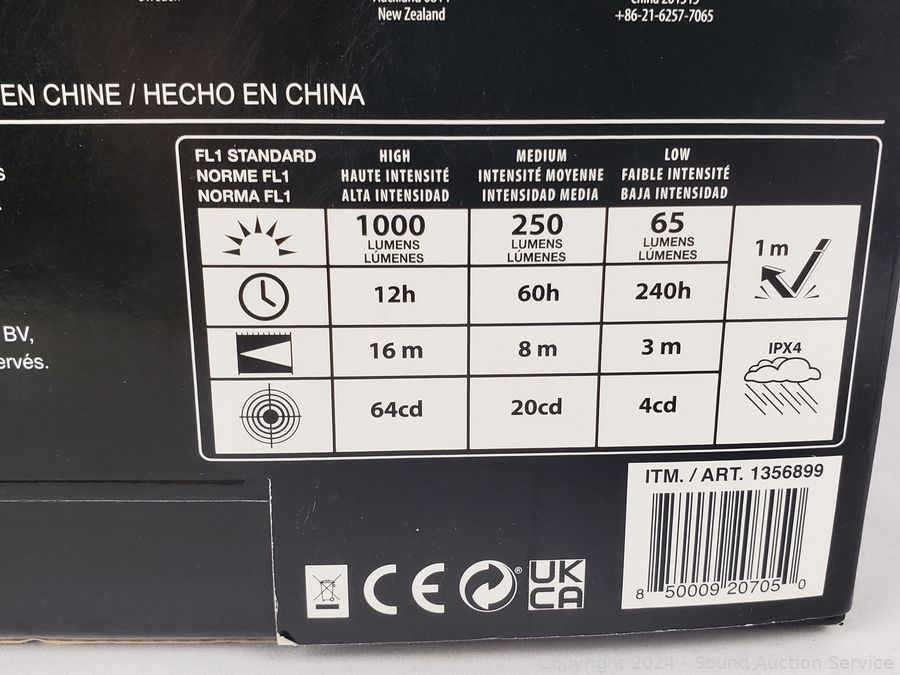 New Zealand
+86-21-6257-7065
EN CHINE / HECHO EN CHINA
FL1 STANDARD
NORME FL1
NORMA FL1
HIGH
HAUTE INTENSITÉ
ALTA INTENSIDAD
MEDIUM
INTENSITÉ MOYENNE
INTENSIDAD MEDIA
LOW
FAIBLE INTENSITÉ
BAJA INTENSIDAD
1000
LUMENS
LÚMENES
250
LUMENS
LÚMENES
65
LUMENS
LÚMENES
1 m
12h
60h
240h
16 m
8 m
3 m
IPX4
64cd
20cd
4cd
BV,
ervés.
ITM. / ART. 1356899
8 50009 20705 0
CE
®
UK
CA
Copyright 2024 - Sound Auction Service